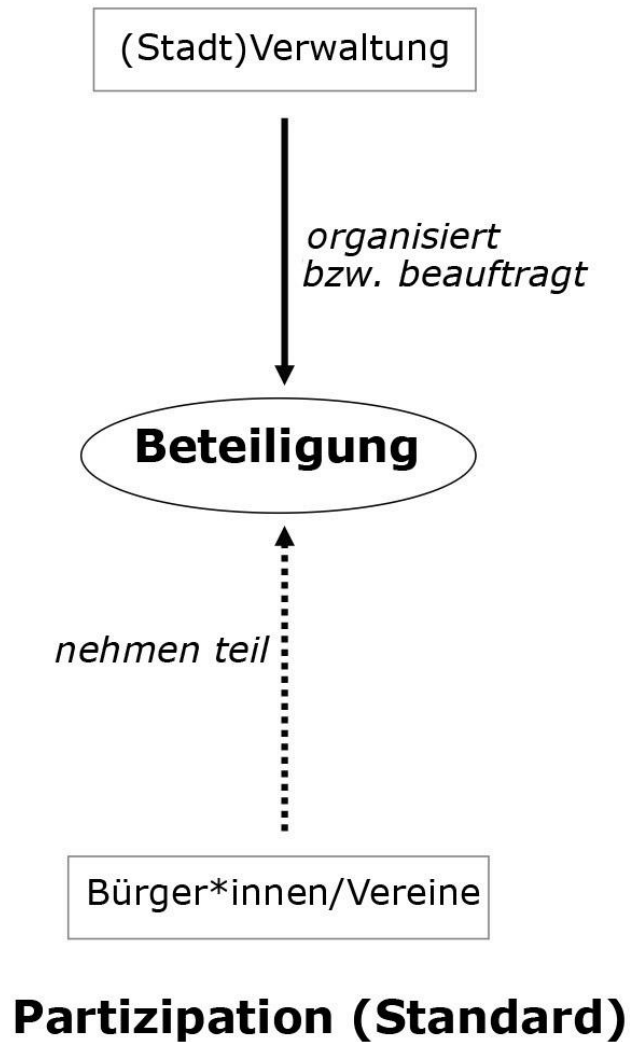 (Stadt)Verwaltung
organisiert
bzw. beauftragt
Beteiligung
nehmen teil
Bürger*innen/Vereine
Partizipation (Standard)